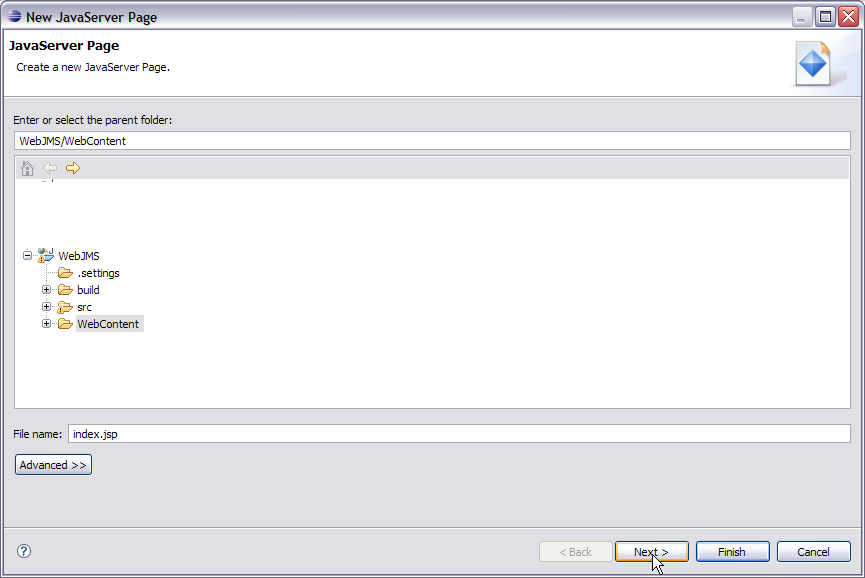 New JavaServer Page
JavaServer Page
Create a new JavaServer Page.
Enter or select the parent folder:
WebJMS/WebContent
WebJMS
.settings
build
src
WebContent
File name: index.jsp
Advanced >>
< Back Next > Finish Cancel